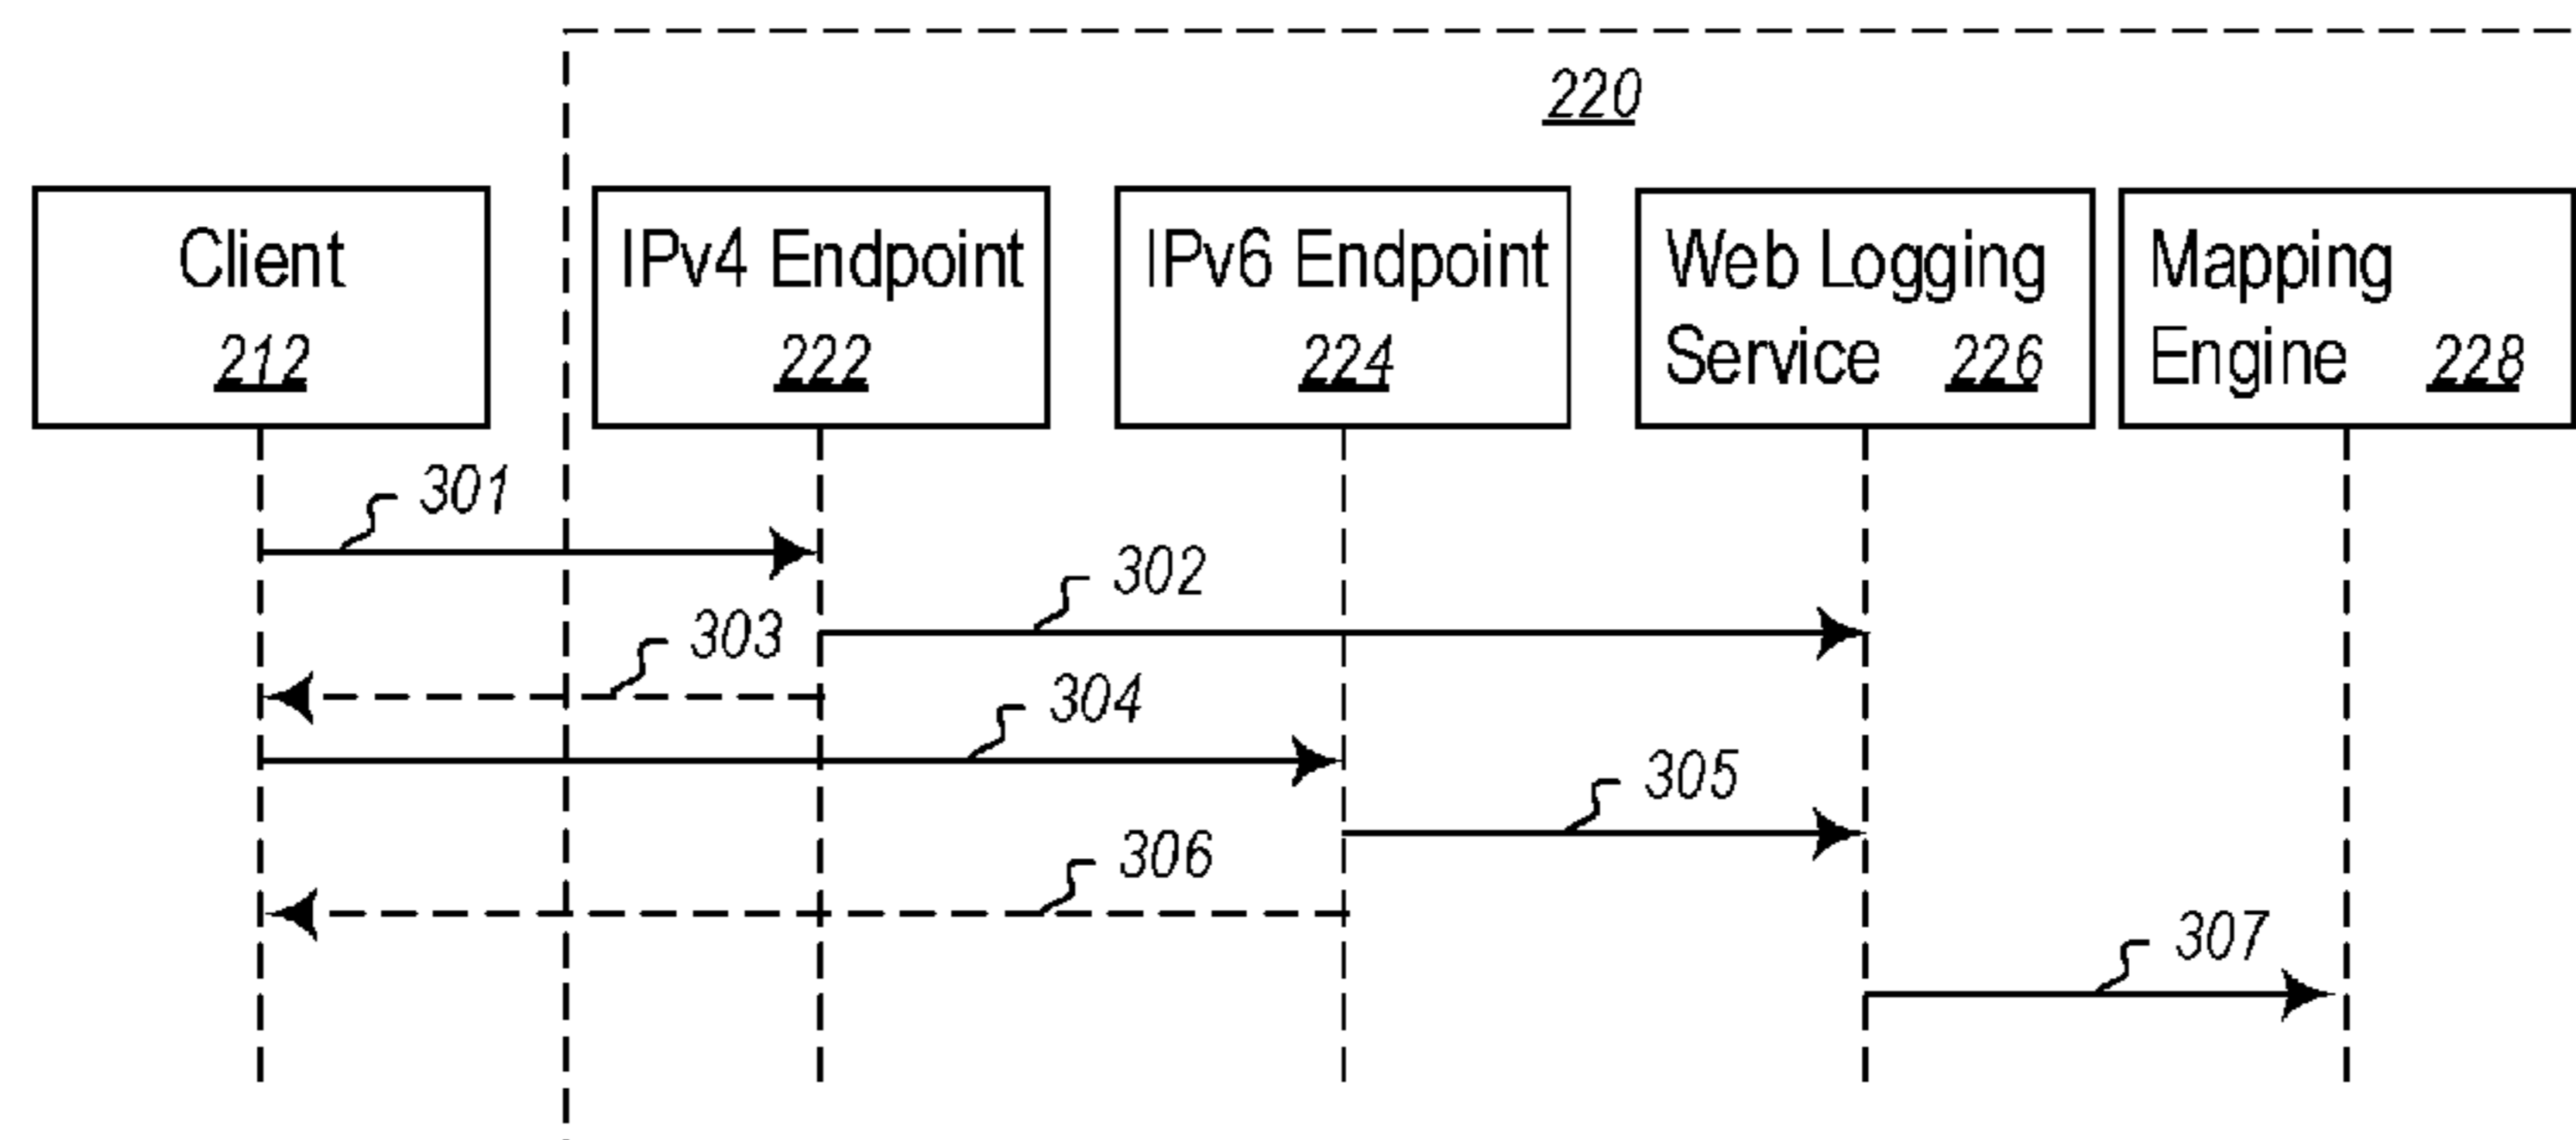 220
Client
212
IPv4 Endpoint
222
IPv6 Endpoint
224
Web Logging
Service 226
Mapping
Engine 228
301
302
303
304
305
306
307